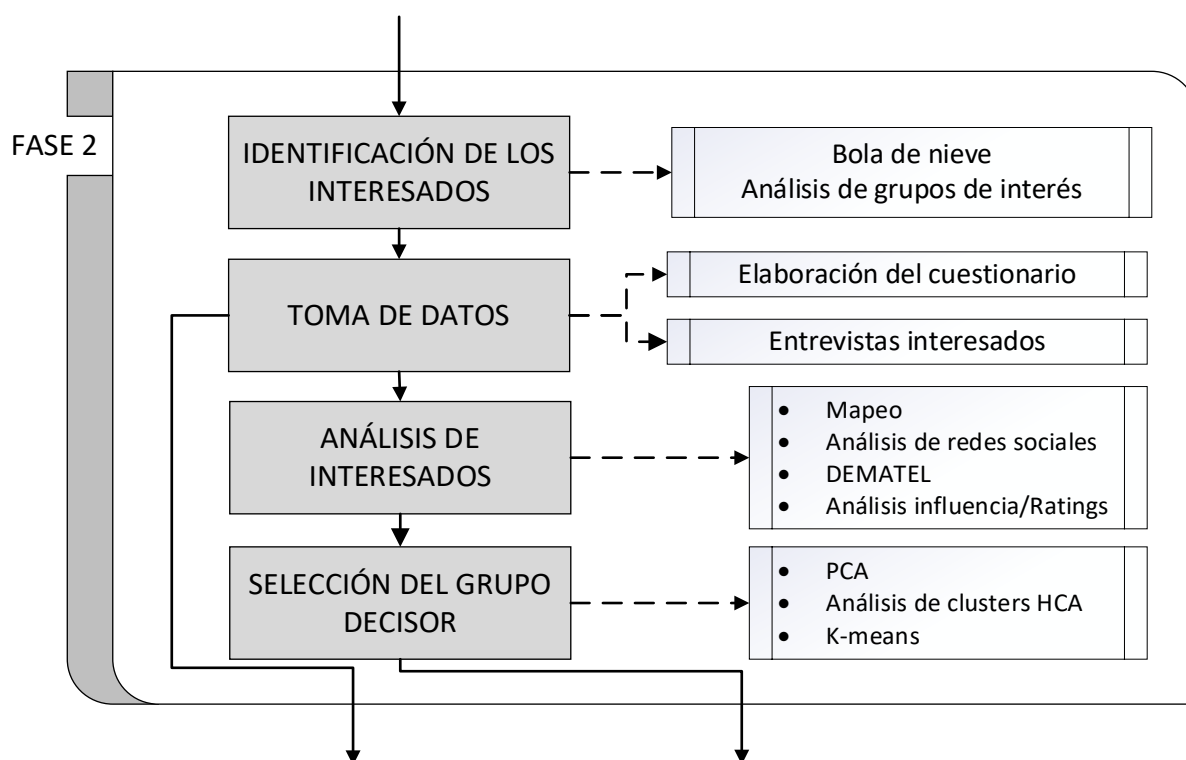 FASE 2
IDENTIFICACIÓN DE LOS
INTERESADOS
Bola de nieve
Análisis de grupos de interés
TOMA DE DATOS
Elaboración del cuestionario
Entrevistas interesados
ANÁLISIS DE
INTERESADOS
• Mapeo
• Análisis de redes sociales
• DEMATEL
• Análisis influencia/Ratings
SELECCIÓN DEL GRUPO
DECISOR
• PCA
• Análisis de clusters HCA
• K-means